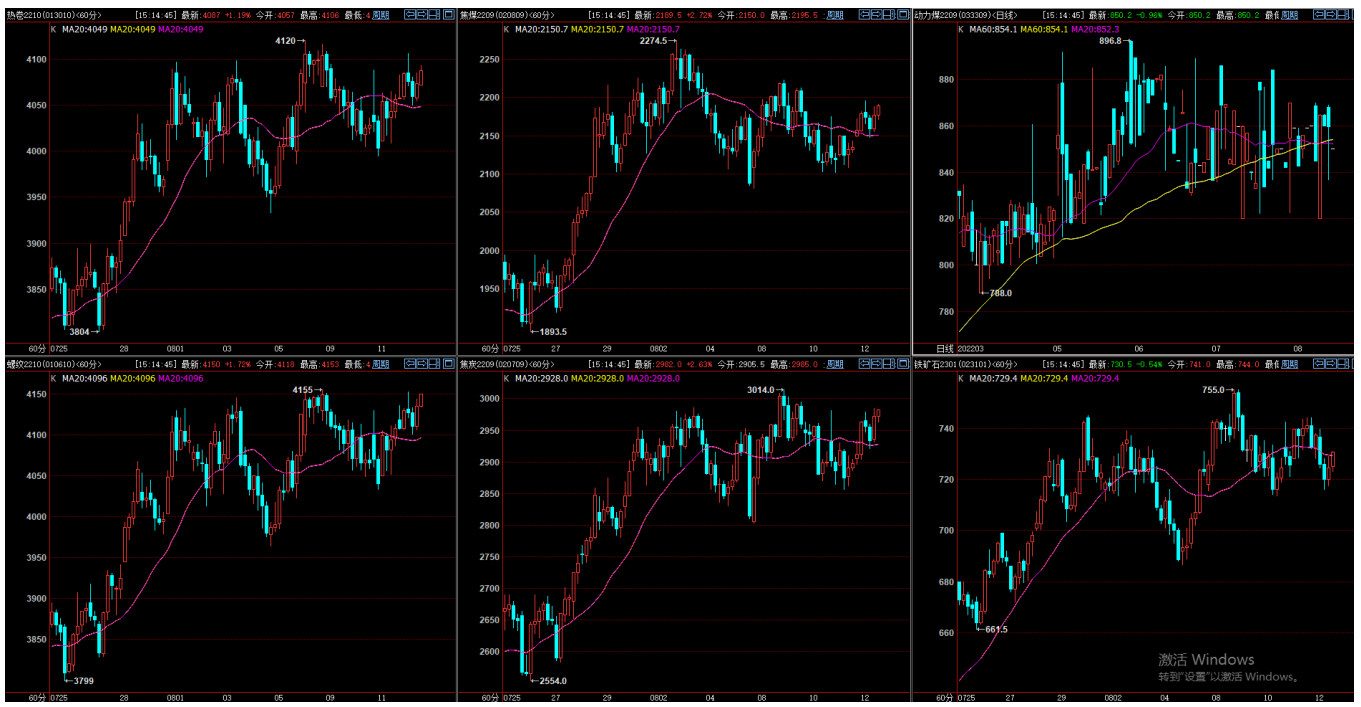 热卷2210(013010)<60分> [15:14:45] 最新:4087 +1.19% 今开:4057 最高:4106 最低:4 周期
K MA20:4049 MA20:4049 MA20:4049
4120→
4100
4050
4000
3950
3900
3850
3804→
60分 0725 28 0801 03 05 09 11
焦煤2209(020809)<60分> [15:14:45] 最新:2189.5 +2.72% 今开:2150.0 最高:2195.5 周期
K MA20:2150.7 MA20:2150.7 MA20:2150.7
2274.5→
2250
2200
2150
2100
2050
2000
1950
←1893.5
60分 0725 27 29 0802 04 08 10 12
动力煤2209(033309)<日线> [15:14:45] 最新:850.2 -0.96% 今开:850.2 最高:850.2 最低 周期
K MA60:854.1 MA60:854.1 MA20:852.3
896.8→
880
860
840
820
800
←788.0
780
日线 202203 05 06 07 08
螺纹2210(010610)<60分> [15:14:45] 最新:4150 +1.72% 今开:4118 最高:4153 最低:4 周期
K MA20:4096 MA20:4096 MA20:4096
4155→
4150
4100
4050
4000
3950
3900
3850
←3799
60分 0725 28 0801 03 05 09 11
焦炭2209(020709)<60分> [15:14:45] 最新:2982.0 +2.63% 今开:2905.5 最高:2985.0 周期
K MA20:2928.0 MA20:2928.0 MA20:2928.0
3014.0→
3000
2950
2900
2850
2800
2750
2700
2650
2600
←2554.0
60分 0725 27 29 0802 04 08 10 12
铁矿石2301(023101)<60分> [15:14:45] 最新:730.5 -0.54% 今开:741.0 最高:744.0 最低 周期
K MA20:729.4 MA20:729.4 MA20:729.4
755.0→
740
720
700
680
660
←661.5
60分 0725 27 29 0802 04 08 10 12
激活 Windows
转到"设置"以激活 Windows。